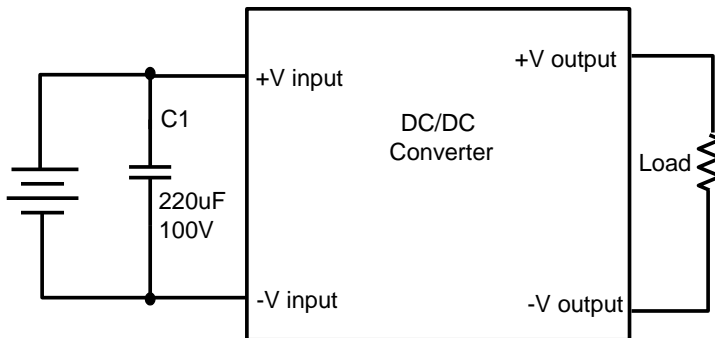 +V input
C1
220uF
100V
-V input
DC/DC
Converter
+V output
Load
-V output